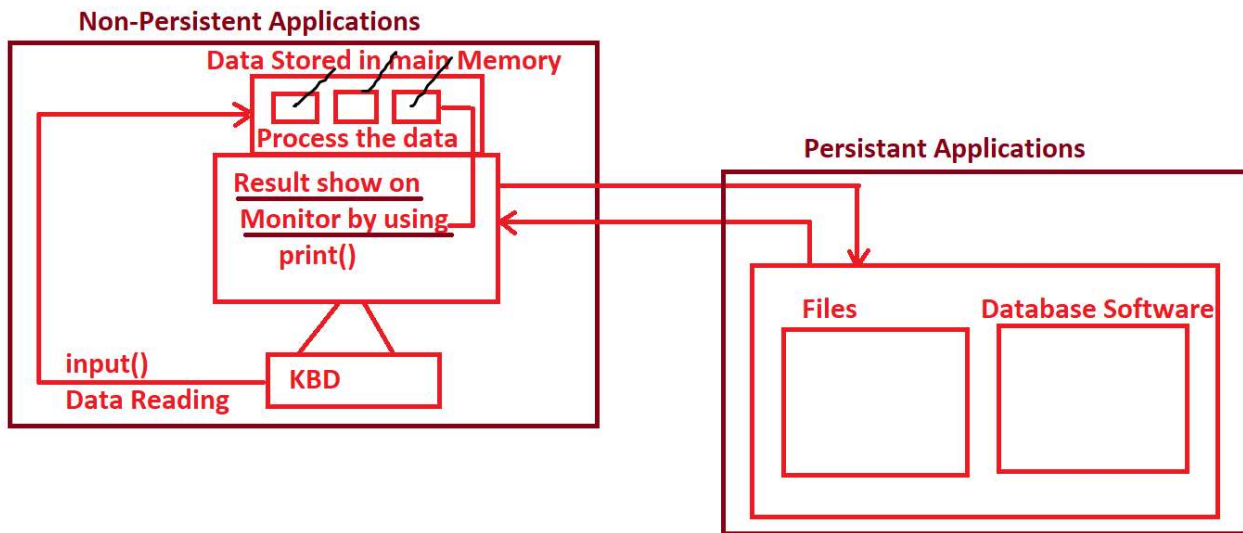 Non-Persistent Applications
Data Stored in main Memory
Process the data
Result show on
Monitor by using
print()
input()
Data Reading
KBD
Persistant Applications
Files
Database Software